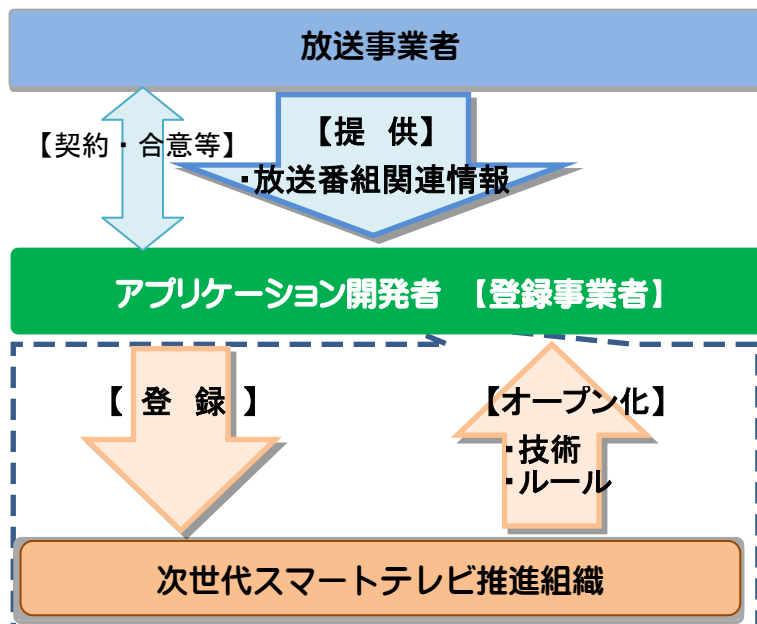 放送事業者
【提　供】
【契約・合意等】
・放送番組関連情報
アプリケーション開発者　【登録事業者】
【　登　録　】
【オープン化】
・技術
・ルール
次世代スマートテレビ推進組織